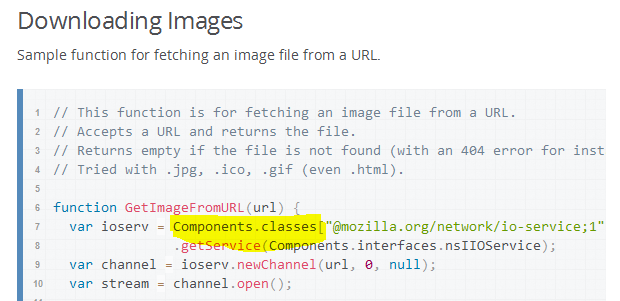 Downloading Images
Sample function for fetching an image file from a URL.
1 // This function is for fetching an image file from a URL.
2 // Accepts a URL and returns the file.
3 // Returns empty if the file is not found (with an 404 error for inst
4 // Tried with .jpg, .ico, .gif (even .html).
5
6 function GetImageFromURL(url) {
7 var ioserv = Components.classes["@mozilla.org/network/io-service;1"
8 .getService(Components.interfaces.nsIIOService);
9 var channel = ioserv.newChannel(url, 0, null);
10 var stream = channel.open();